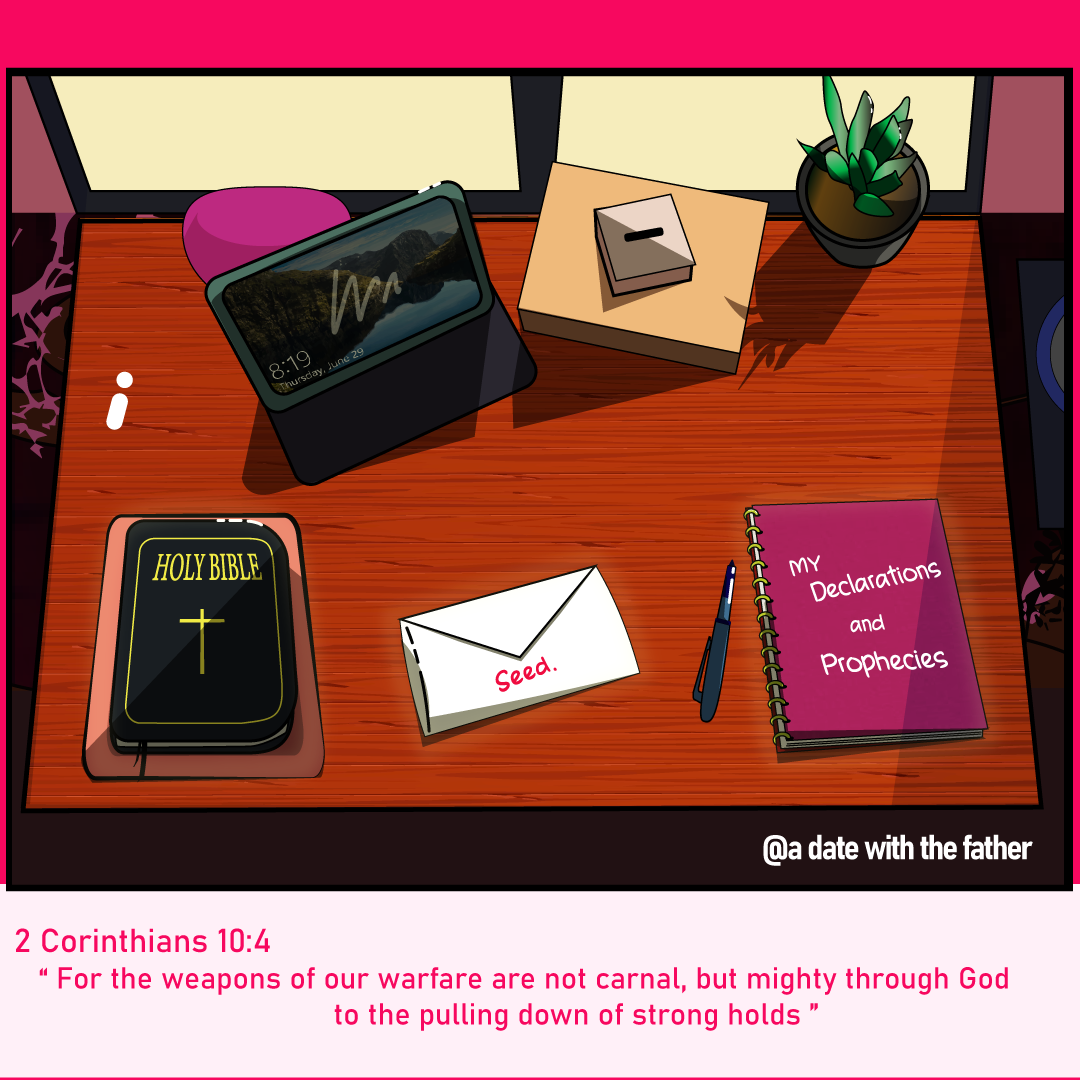 8:19
Thursday, June 29
HOLY BIBLE
Seed.
MY
Declarations
and
Prophecies
@a date with the father
2 Corinthians 10:4
“ For the weapons of our warfare are not carnal, but mighty through God
to the pulling down of strong holds ”